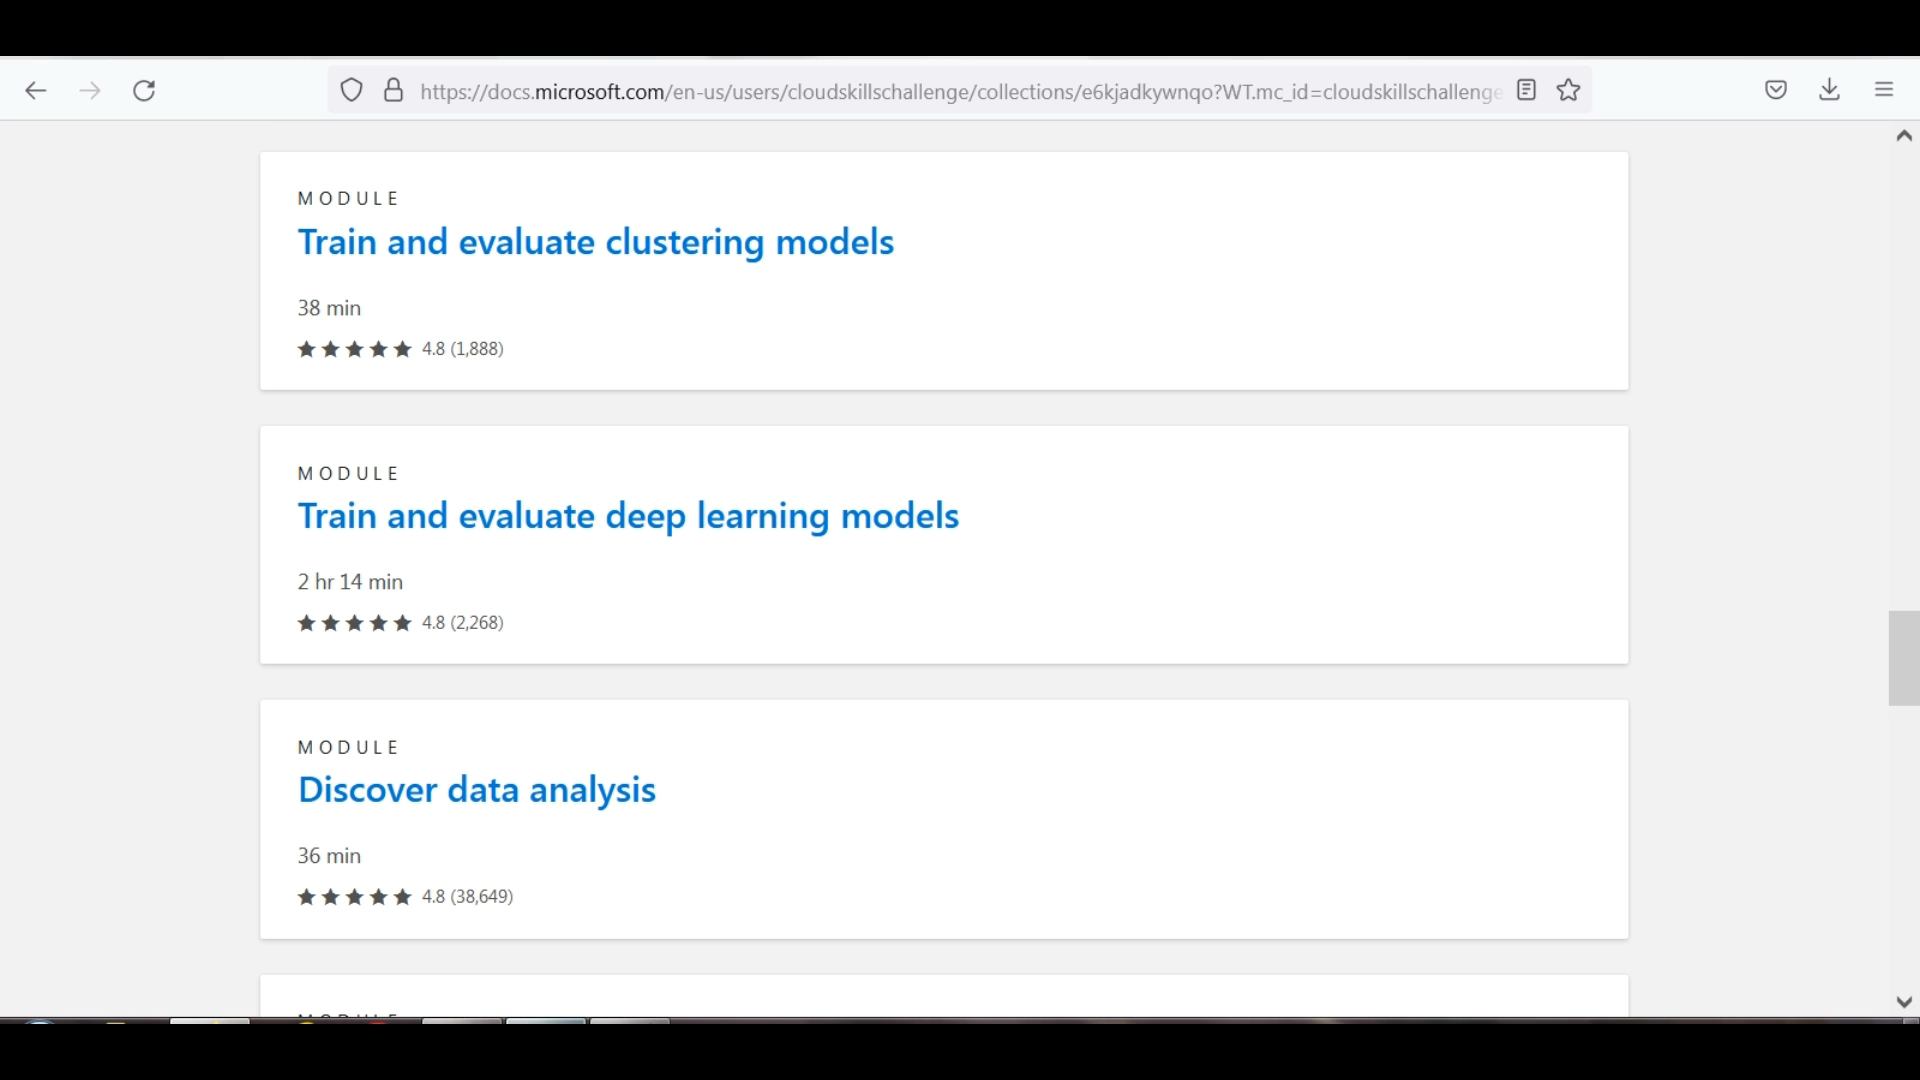 https://docs.microsoft.com/en-us/users/cloudskillschallenge/collections/e6kjadkywnqo?WT.mc_id=cloudskillschallenge
MODULE
Train and evaluate clustering models
38 min
4.8 (1,888)
MODULE
Train and evaluate deep learning models
2 hr 14 min
4.8 (2,268)
MODULE
Discover data analysis
36 min
4.8 (38,649)